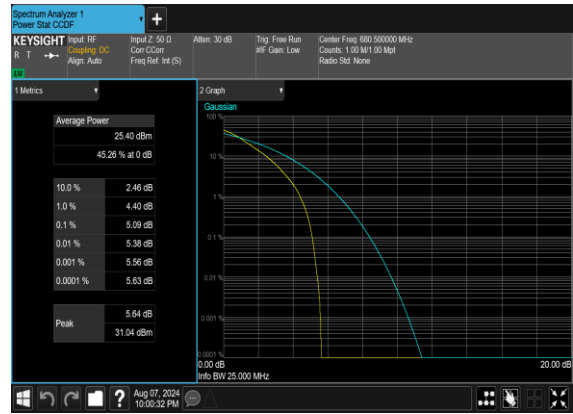 Spectrum Analyzer 1
Power Stat CCDF
KEYSIGHT
R T
LW
Input: RF
Coupling: DC
Align: Auto
Input Z: 50 Ω
Corr CCorr
Freq Ref: Int (S)
Atten: 30 dB
Trig: Free Run
#IF Gain: Low
Center Freq: 680.500000 MHz
Counts: 1.00 M/1.00 Mpt
Radio Std: None
1 Metrics
Average Power
25.40 dBm
45.26 % at 0 dB
10.0 % 2.46 dB
1.0 % 4.40 dB
0.1 % 5.09 dB
0.01 % 5.38 dB
0.001 % 5.56 dB
0.0001 % 5.63 dB
Peak
5.64 dB
31.04 dBm
2 Graph
Gaussian
100 %
10 %
1 %
0.1 %
0.01 %
0.001 %
0.0001 %
0.00 dB
20.00 dB
Info BW 25.000 MHz
Aug 07, 2024
10:00:32 PM